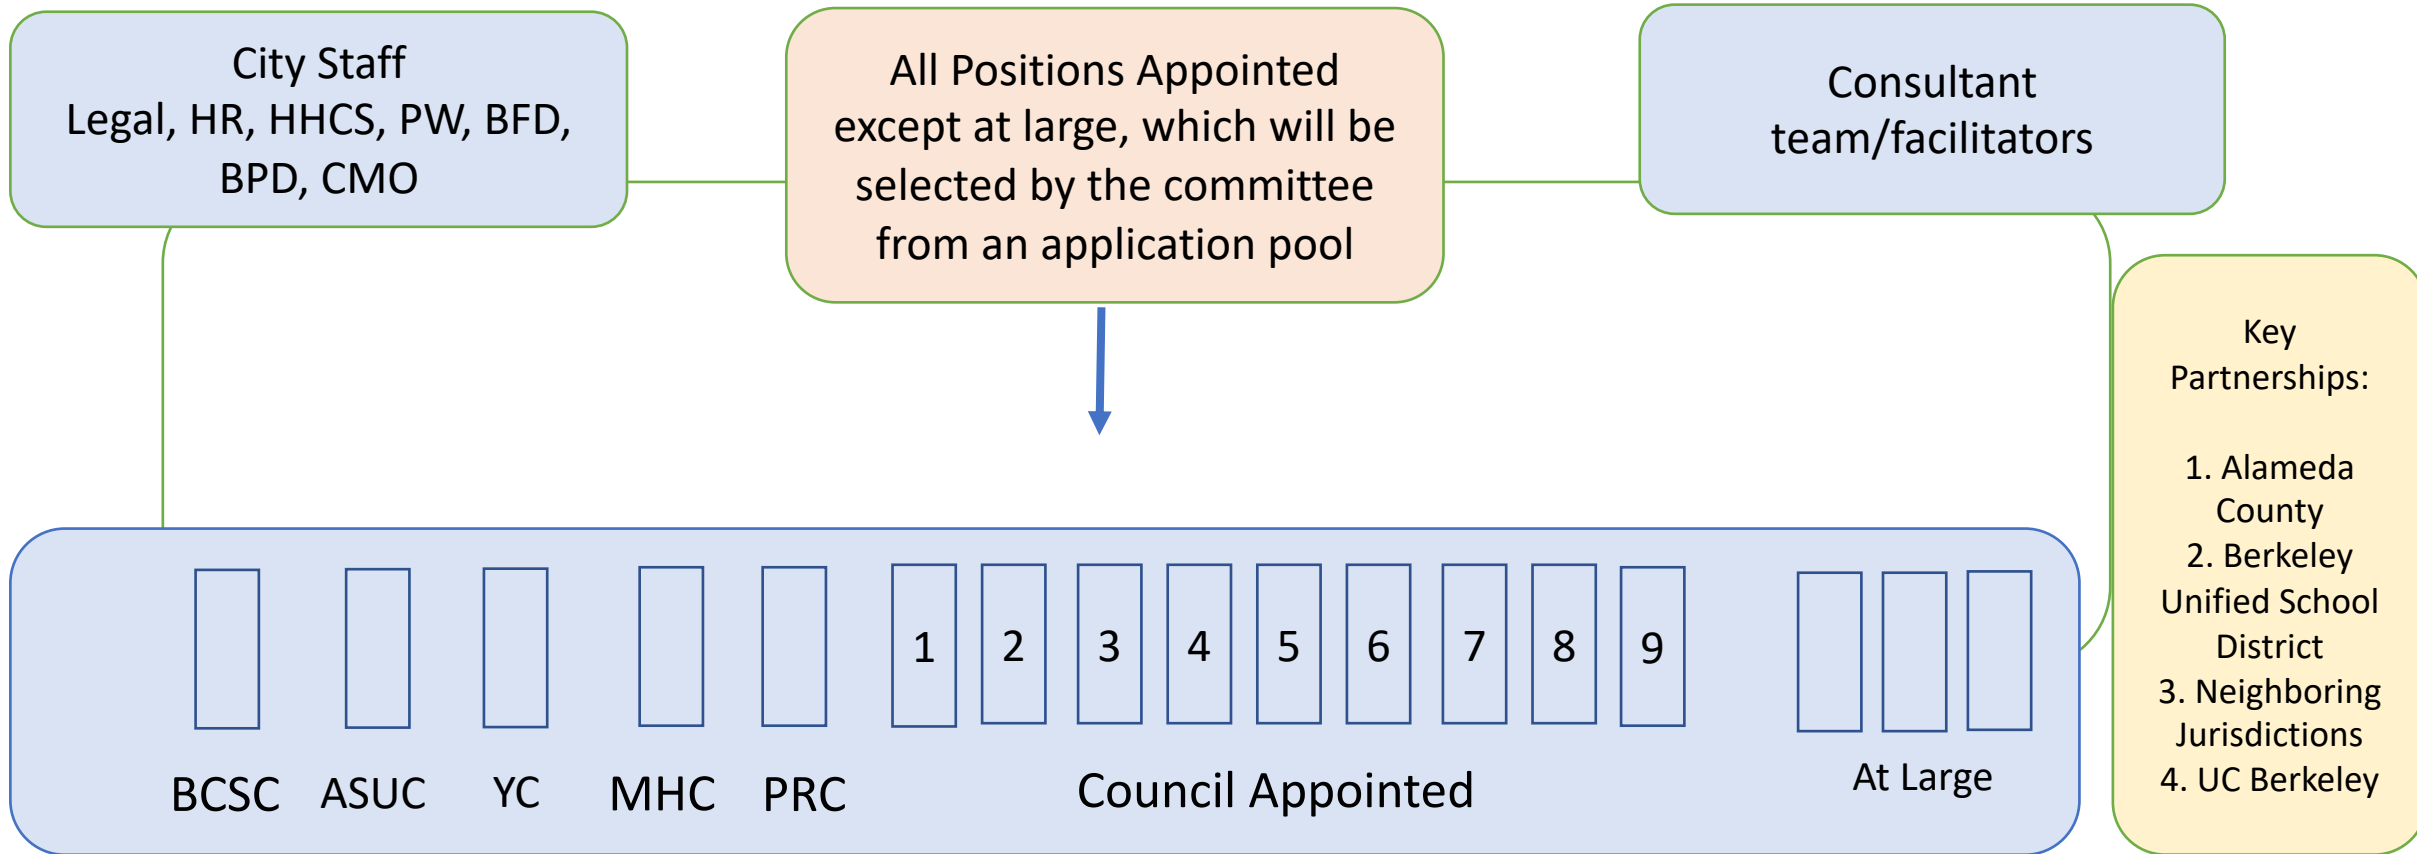 City Staff
Legal, HR, HHCS, PW, BFD,
BPD, CMO
All Positions Appointed
except at large, which will be
selected by the committee
from an application pool
Consultant
team/facilitators
Key
Partnerships:
1. Alameda
County
2. Berkeley
Unified School
District
3. Neighboring
Jurisdictions
4. UC Berkeley
1 2 3 4 5 6 7 8 9
BCSC ASUC YC MHC PRC Council Appointed At Large